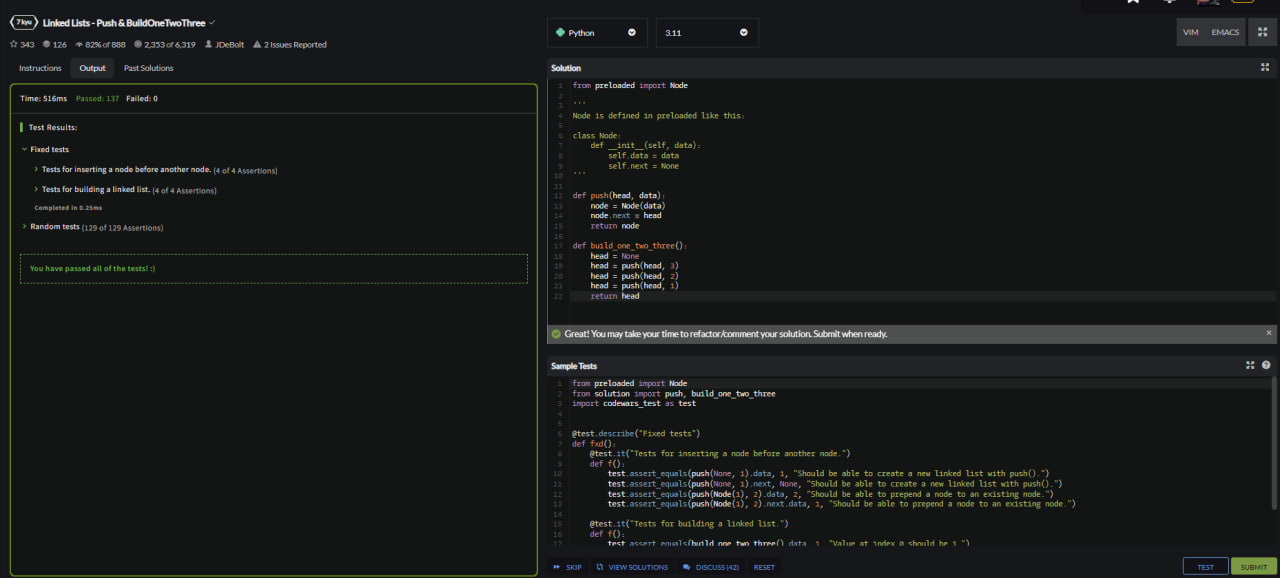 7 kyu Linked Lists - Push & BuildOneTwoThree
343 126 82% of 888 2,353 of 6,319 JDeBolt 2 Issues Reported
Instructions Output Past Solutions
Time: 516ms Passed: 137 Failed: 0
Test Results:
Fixed tests
Tests for inserting a node before another node. (4 of 4 Assertions)
Tests for building a linked list. (4 of 4 Assertions)
Completed in 0.25ms
Random tests (129 of 129 Assertions)
You have passed all of the tests! :)
Python 3.11 VIM EMACS
Solution
1 from preloaded import Node
2
3 '''
4 Node is defined in preloaded like this:
5
6 class Node:
7 def __init__(self, data):
8 self.data = data
9 self.next = None
10 '''
11
12 def push(head, data):
13 node = Node(data)
14 node.next = head
15 return node
16
17 def build_one_two_three():
18 head = None
19 head = push(head, 3)
20 head = push(head, 2)
21 head = push(head, 1)
22 return head
Great! You may take your time to refactor/comment your solution. Submit when ready.
Sample Tests
1 from preloaded import Node
2 from solution import push, build_one_two_three
3 import codewars_test as test
4
5
6 @test.describe("Fixed tests")
7 def fxd():
8 @test.it("Tests for inserting a node before another node.")
9 def f():
10 test.assert_equals(push(None, 1).data, 1, "Should be able to create a new linked list with push().")
11 test.assert_equals(push(None, 1).next, None, "Should be able to create a new linked list with push().")
12 test.assert_equals(push(Node(1), 2).data, 2, "Should be able to prepend a node to an existing node.")
13 test.assert_equals(push(Node(1), 2).next.data, 1, "Should be able to prepend a node to an existing node.")
14
15 @test.it("Tests for building a linked list.")
16 def f():
17 test.assert_equals(build_one_two_three().data, 1, "Value at index 0 should be 1.")
SKIP VIEW SOLUTIONS DISCUSS (42) RESET TEST SUBMIT